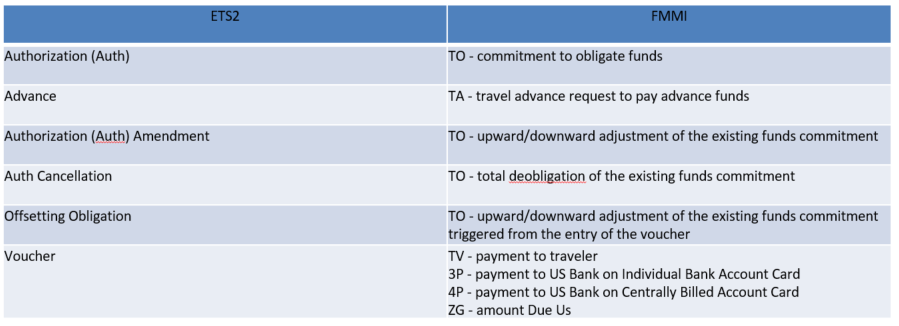 ETS2 FMMI
Authorization (Auth) TO - commitment to obligate funds
Advance TA - travel advance request to pay advance funds
Authorization (Auth) Amendment TO - upward/downward adjustment of the existing funds commitment
Auth Cancellation TO - total deobligation of the existing funds commitment
Offsetting Obligation TO - upward/downward adjustment of the existing funds commitment
triggered from the entry of the voucher
Voucher TV - payment to traveler
3P - payment to US Bank on Individual Bank Account Card
4P - payment to US Bank on Centrally Billed Account Card
ZG - amount Due Us